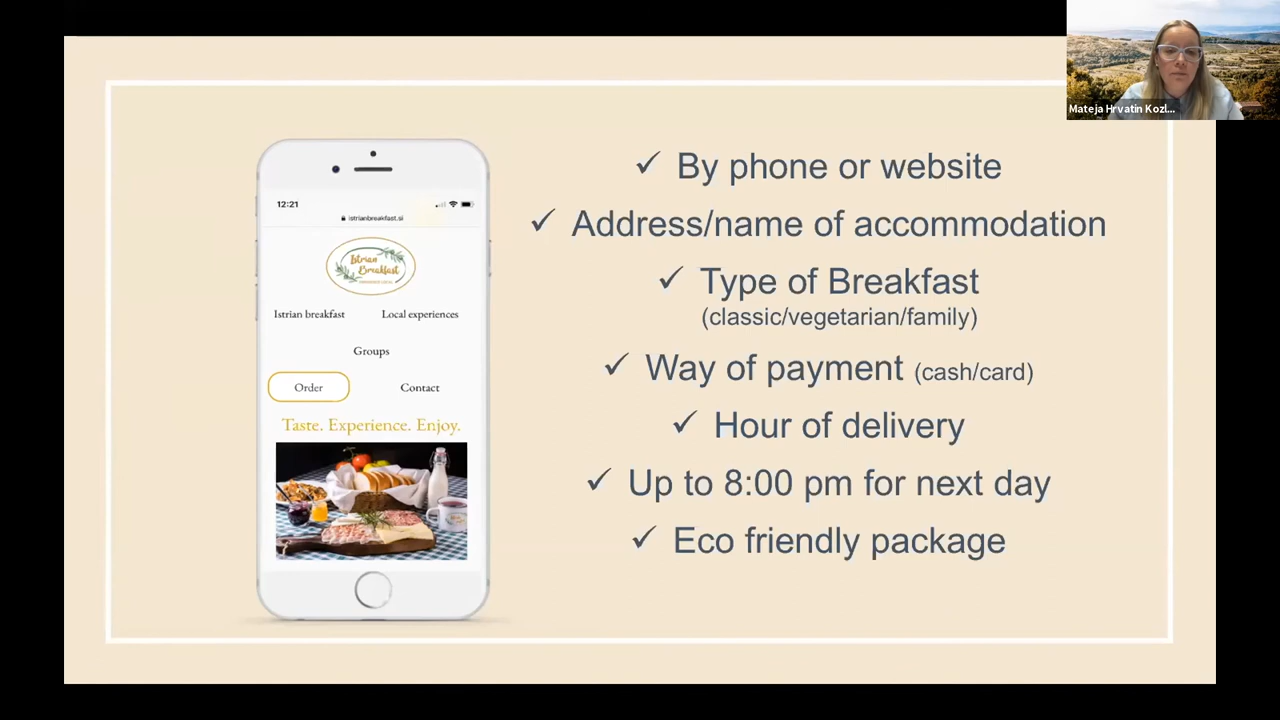 Mateja Hrvatin Kozl...
12:21
istrianbreakfast.si
Istrian
Breakfast
Istrian breakfast
Local experiences
Groups
Order
Contact
Taste. Experience. Enjoy.
✓ By phone or website
✓ Address/name of accommodation
✓ Type of Breakfast
(classic/vegetarian/family)
✓ Way of payment (cash/card)
✓ Hour of delivery
✓ Up to 8:00 pm for next day
✓ Eco friendly package